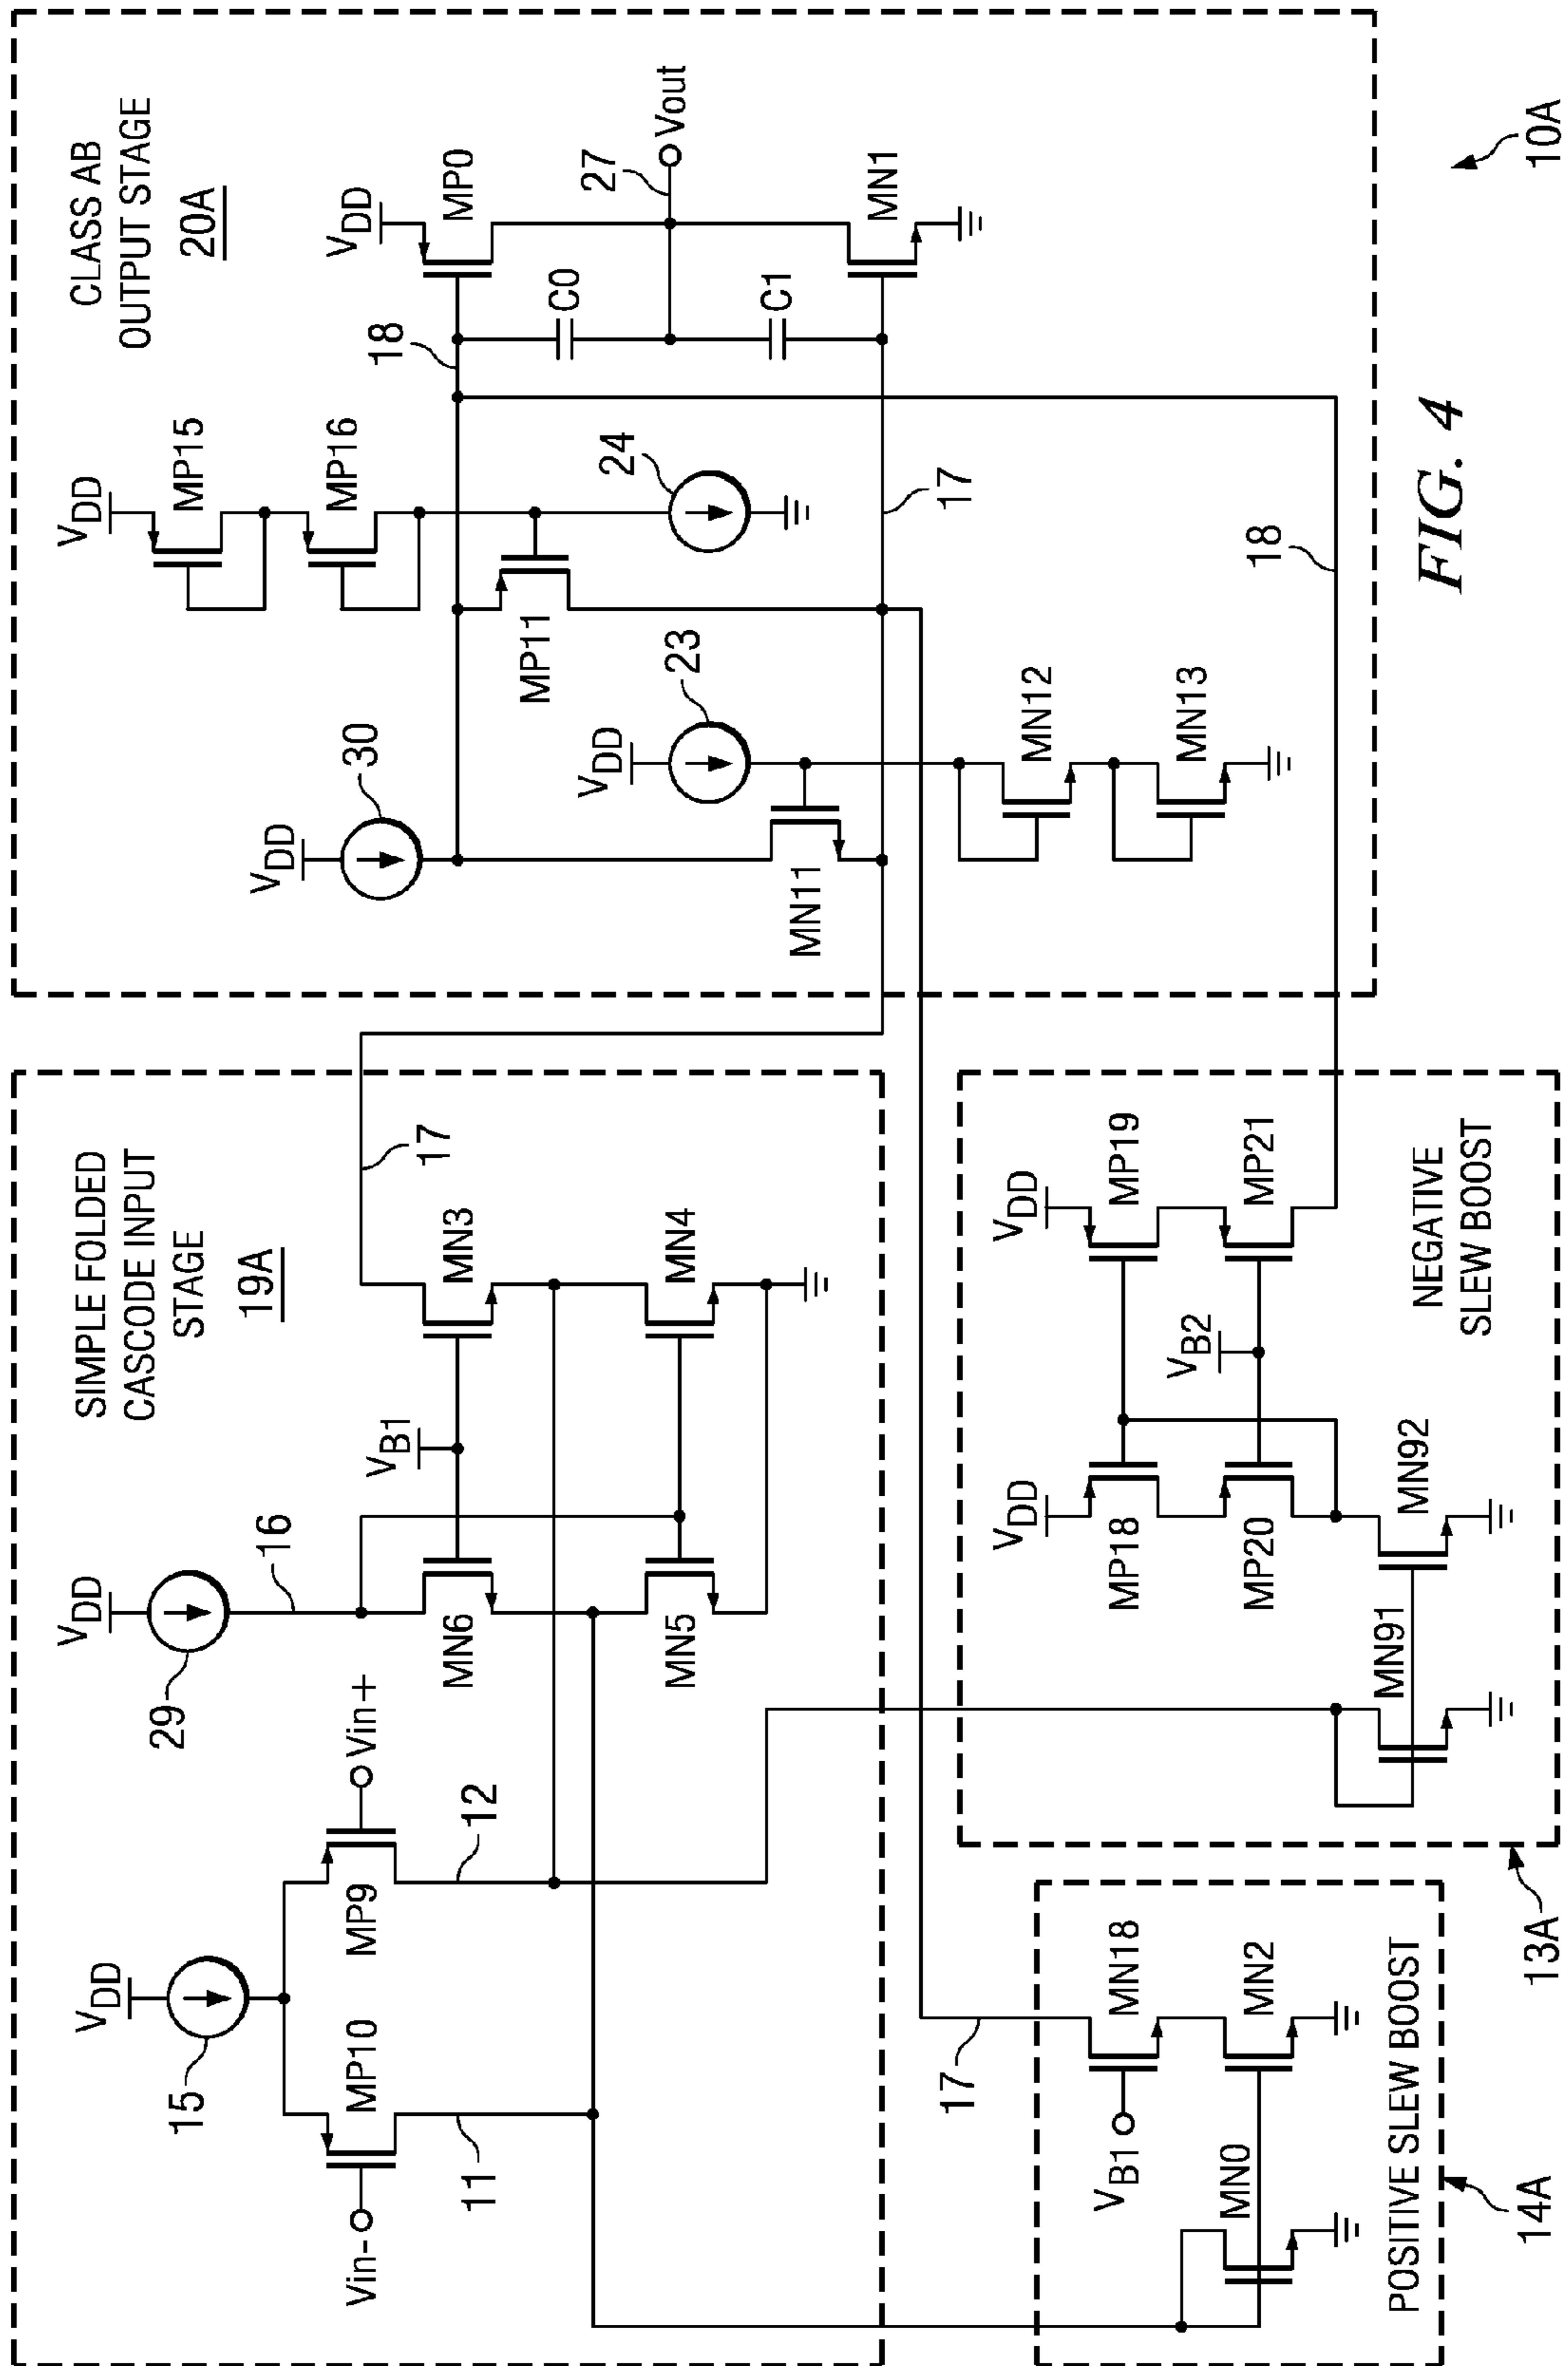 SIMPLE FOLDED
CASCODE INPUT
STAGE
19A
VDD
15
MP10
MP9
Vin-
Vin+
11
12
VDD
29
16
VB1
MN6
MN3
MN5
MN4
17
CLASS AB
OUTPUT STAGE
20A
VDD
30
VDD
MP15
MP16
VDD
MP0
18
C0
27
Vout
C1
MN1
MP11
24
VDD
23
MN11
17
MN12
MN13
18
17
VB1
MN18
MN0
MN2
POSITIVE SLEW BOOST
14A
VDD
VDD
MP18
MP19
VB2
MP20
MP21
MN91
MN92
NEGATIVE
SLEW BOOST
13A
FIG. 4
10A